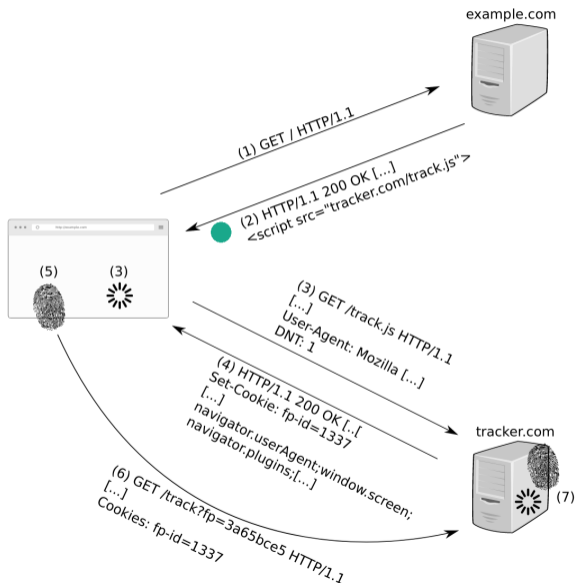 example.com
(1) GET / HTTP/1.1
(2) HTTP/1.1 200 OK [...]
<script src="tracker.com/track.js">
(5)
(3)
(3) GET /track.js HTTP/1.1
[...]
User-Agent: Mozilla [...]
DNT: 1
(4) HTTP/1.1 200 OK [..[
Set-Cookie: fp-id=1337
[...]
navigator.userAgent;window.screen;
navigator.plugins;[...]
tracker.com
(7)
(6) GET /track?fp=3a65bce5 HTTP/1.1
[...]
Cookies: fp-id=1337